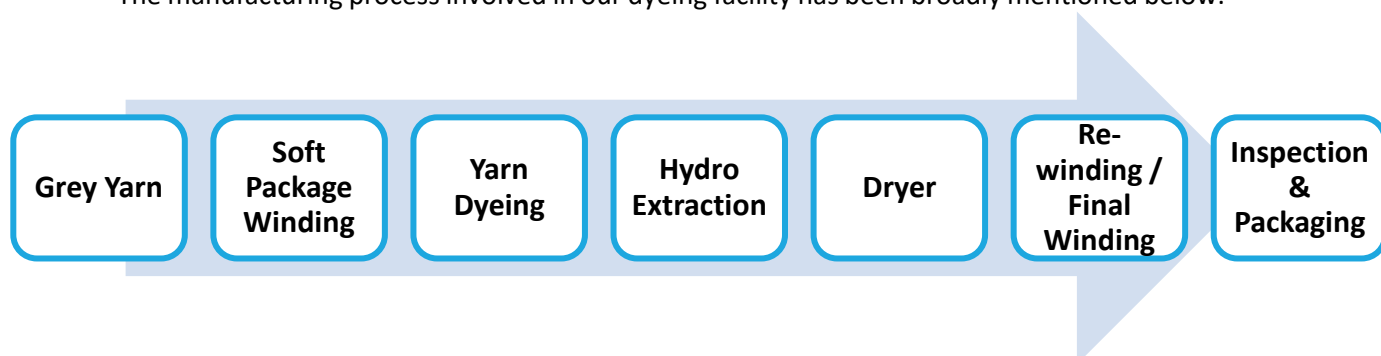 The manufacturing process involved in our dyeing facility has been broadly mentioned below:
Grey Yarn
Soft
Package
Winding
Yarn
Dyeing
Hydro
Extraction
Dryer
Re-
winding /
Final
Winding
Inspection
&
Packaging